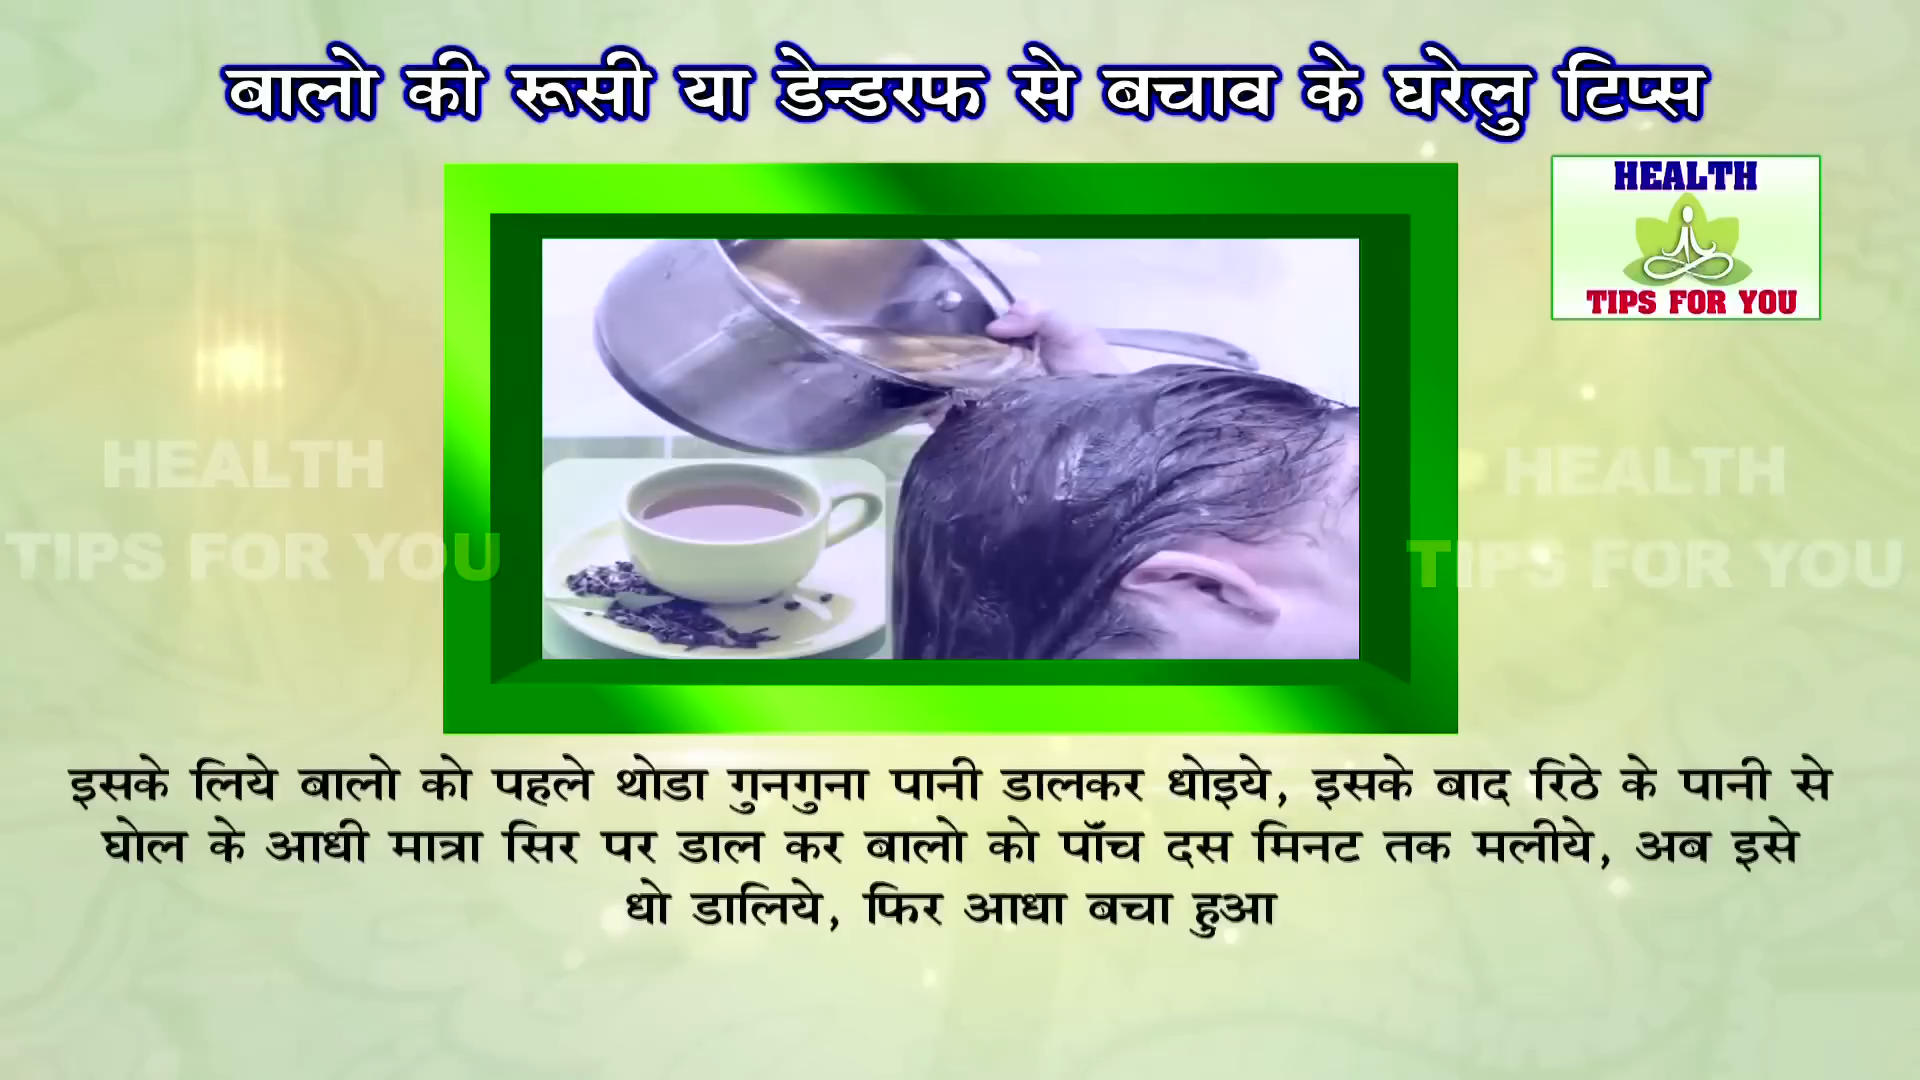 बालो की रूसी या डेन्डरफ से बचाव के घरेलु टिप्स
HEALTH
TIPS FOR YOU
HEALTH
TIPS FOR YOU
HEALTH
TIPS FOR YOU
इसके लिये बालो को पहले थोडा गुनगुना पानी डालकर धोइये, इसके बाद रिठे के पानी से
घोल के आधी मात्रा सिर पर डाल कर बालो को पॉंच दस मिनट तक मलीये, अब इसे
धो डालिये, फिर आधा बचा हुआ